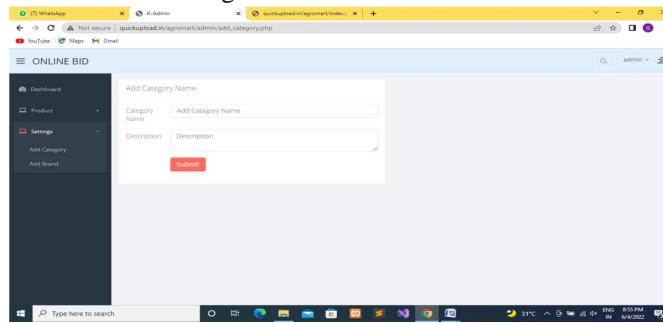 (7) WhatsApp
K-Admin
quickupload.in/agromart/index.p
Not secure | quickupload.in/agromart/admin/add_category.php
YouTube Maps Gmail
ONLINE BID
admin
Dashboard
Product +
Settings -
Add Category
Add Brand
Add Category Name
Category Name
Add Catagory Name
Description
Description
Submit
Type here to search
31°C
ENG
IN
8:55 PM
6/4/2022